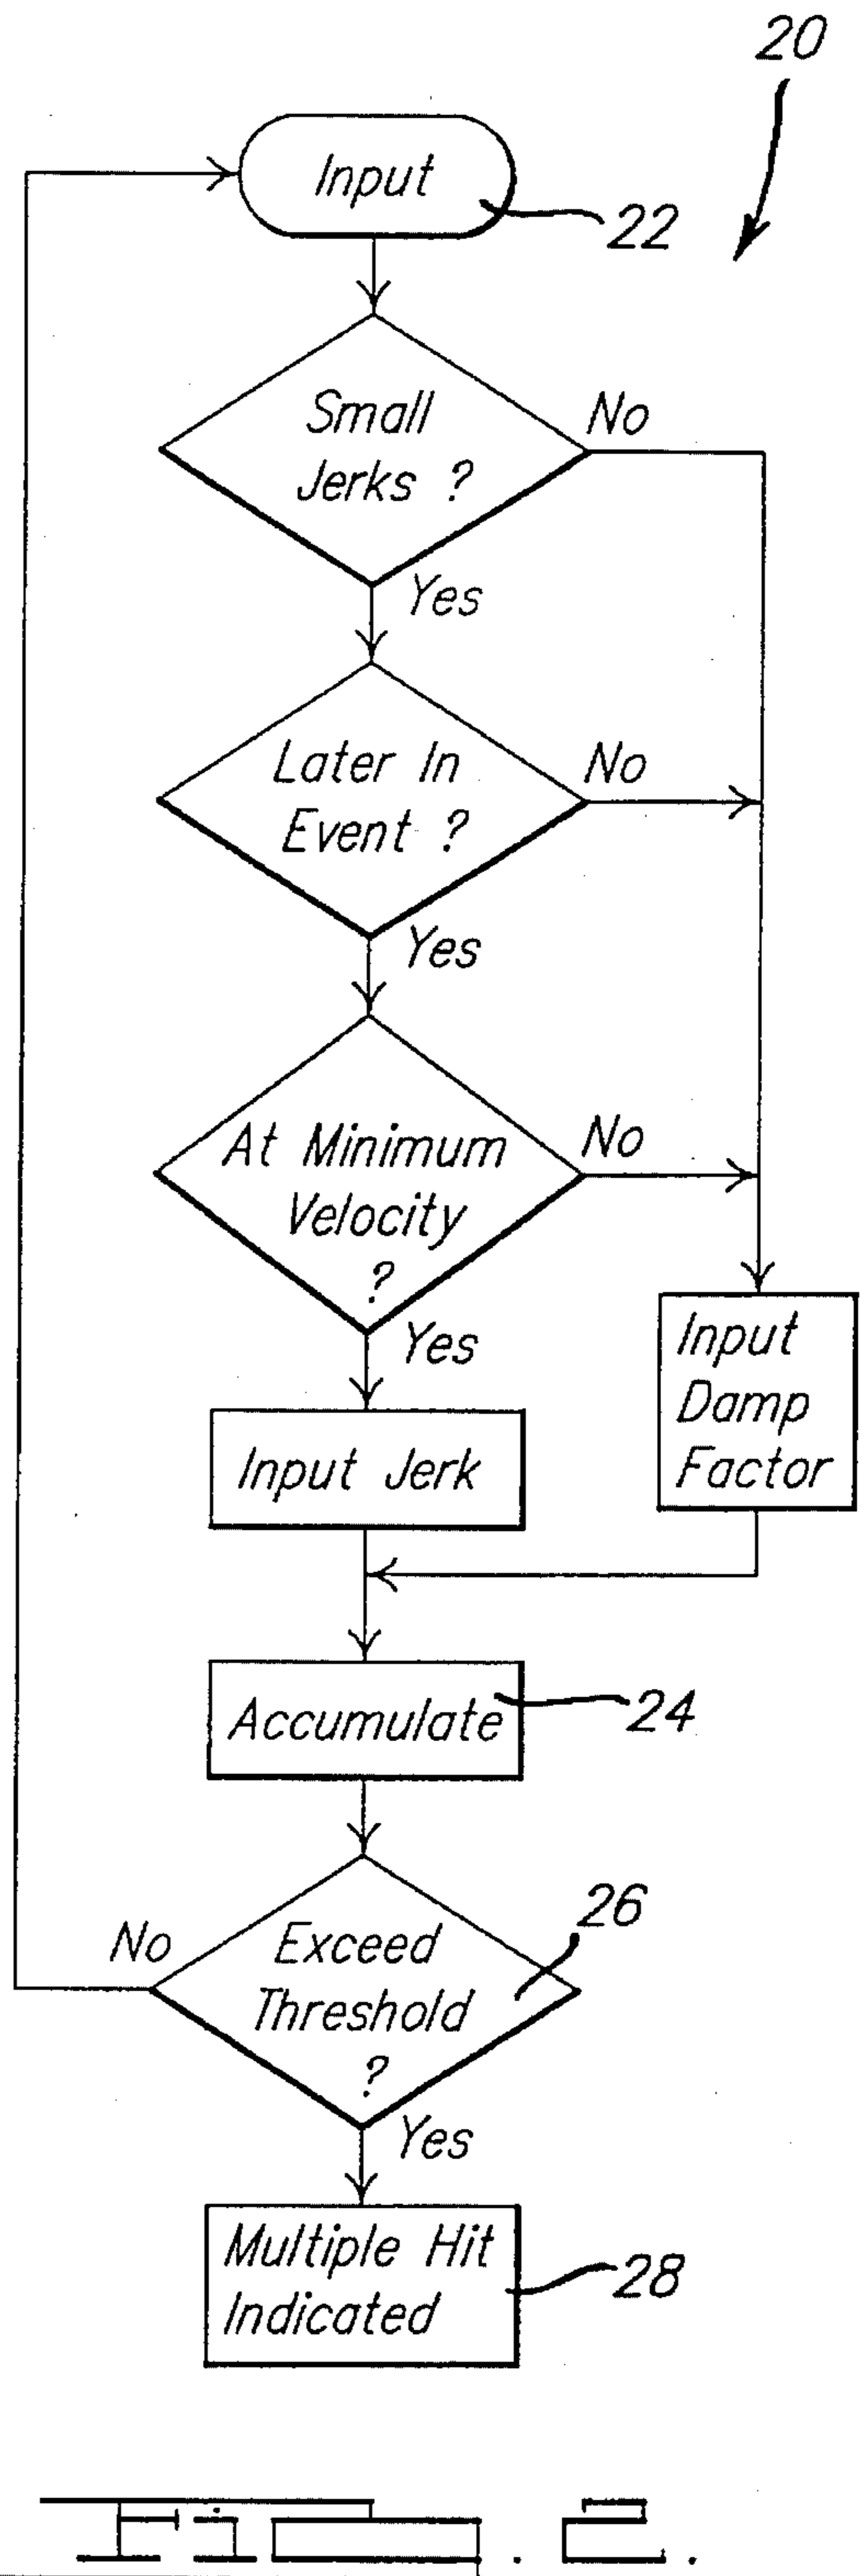 20
Input
22
Small
Jerks ?
No
Yes
Later In
Event ?
No
Yes
At Minimum
Velocity
?
No
Yes
Input
Damp
Factor
Input Jerk
Accumulate
24
26
No
Exceed
Threshold
?
Yes
Multiple Hit
Indicated
28
Fig. 2.